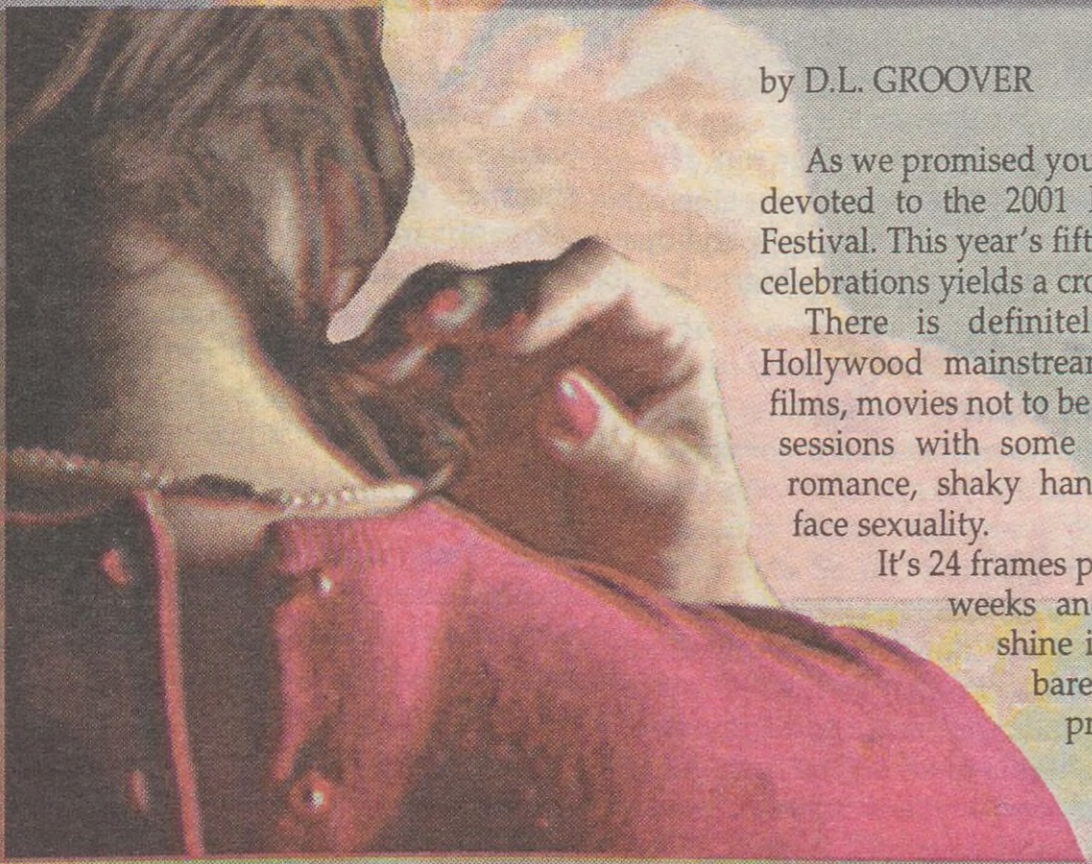 by D.L. GROOVER
As we promised you
devoted to the 2001
Festival. This year's fift
celebrations yields a cro
There is definitel
Hollywood mainstrean
films, movies not to be
sessions with some
romance, shaky han
face sexuality.
It's 24 frames p
weeks an
shine i
bare
pr